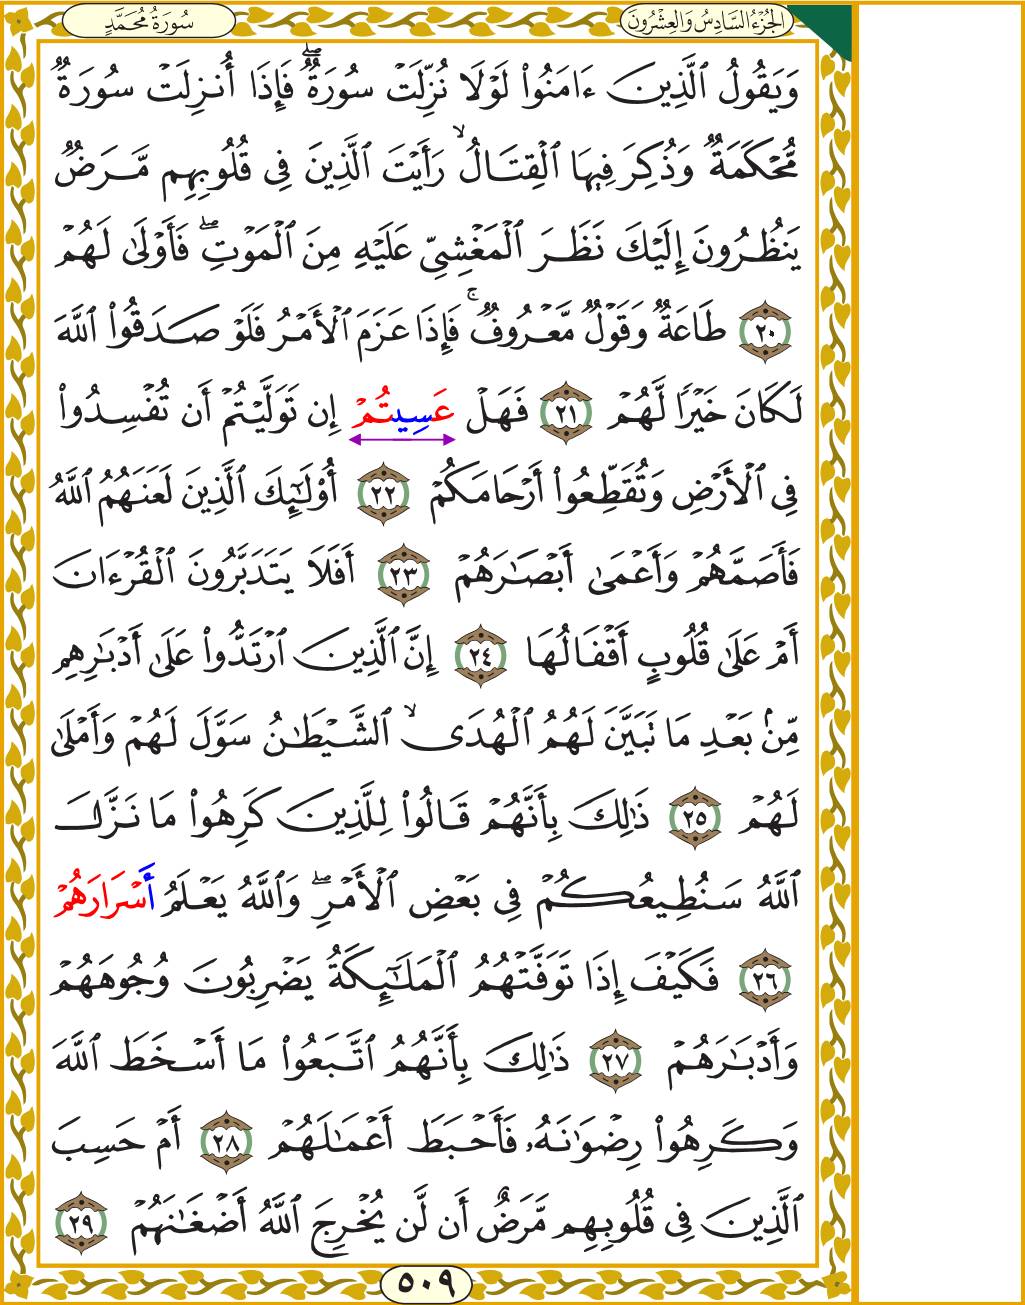 الجُزْءُ السَّادِسُ وَالعِشْرُونَ
سُورَةُ مُحَمَّدٍ
وَيَقُولُ ٱلَّذِينَ ءَامَنُوا۟ لَوْلَا نُزِّلَتْ سُورَةٌۖ فَإِذَآ أُنزِلَتْ سُورَةٌ
مُّحْكَمَةٌ وَذُكِرَ فِيهَا ٱلْقِتَالُۙ رَأَيْتَ ٱلَّذِينَ فِى قُلُوبِهِم مَّرَضٌ
يَنظُرُونَ إِلَيْكَ نَظَرَ ٱلْمَغْشِىِّ عَلَيْهِ مِنَ ٱلْمَوْتِۖ فَأَوْلَىٰ لَهُمْ
٢٠ طَاعَةٌ وَقَوْلٌ مَّعْرُوفٌۚ فَإِذَا عَزَمَ ٱلْأَمْرُ فَلَوْ صَدَقُوا۟ ٱللَّهَ
لَكَانَ خَيْرًا لَّهُمْ ٢١ فَهَلْ عَسِيتُمْ إِن تَوَلَّيْتُمْ أَن تُفْسِدُوا۟
فِى ٱلْأَرْضِ وَتُقَطِّعُوٓا۟ أَرْحَامَكُمْ ٢٢ أُو۟لَـٰٓئِكَ ٱلَّذِينَ لَعَنَهُمُ ٱللَّهُ
فَأَصَمَّهُمْ وَأَعْمَىٰٓ أَبْصَـٰرَهُمْ ٢٣ أَفَلَا يَتَدَبَّرُونَ ٱلْقُرْءَانَ
أَمْ عَلَىٰ قُلُوبٍ أَقْفَالُهَآ ٢٤ إِنَّ ٱلَّذِينَ ٱرْتَدُّوا۟ عَلَىٰٓ أَدْبَـٰرِهِم
مِّنۢ بَعْدِ مَا تَبَيَّنَ لَهُمُ ٱلْهُدَىۙ ٱلشَّيْطَـٰنُ سَوَّلَ لَهُمْ وَأَمْلَىٰ
لَهُمْ ٢٥ ذَٰلِكَ بِأَنَّهُمْ قَالُوا۟ لِلَّذِينَ كَرِهُوا۟ مَا نَزَّلَ
ٱللَّهُ سَنُطِيعُكُمْ فِى بَعْضِ ٱلْأَمْرِۖ وَٱللَّهُ يَعْلَمُ أَسْرَارَهُمْ
٢٦ فَكَيْفَ إِذَا تَوَفَّتْهُمُ ٱلْمَلَـٰٓئِكَةُ يَضْرِبُونَ وُجُوهَهُمْ
وَأَدْبَـٰرَهُمْ ٢٧ ذَٰلِكَ بِأَنَّهُمُ ٱتَّبَعُوا۟ مَآ أَسْخَطَ ٱللَّهَ
وَكَرِهُوا۟ رِضْوَٰنَهُۥ فَأَحْبَطَ أَعْمَـٰلَهُمْ ٢٨ أَمْ حَسِبَ
ٱلَّذِينَ فِى قُلُوبِهِم مَّرَضٌ أَن لَّن يُخْرِجَ ٱللَّهُ أَضْغَـٰنَهُمْ ٢٩
٥٠٩